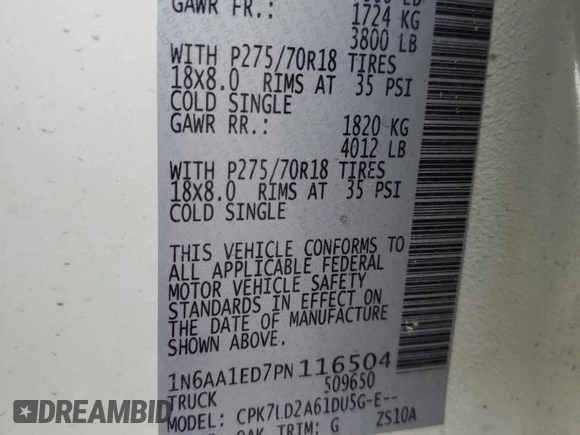 GAWR FR.:
1724 KG
3800 LB
WITH P275/70R18 TIRES
18X8.0 RIMS AT 35 PSI
COLD SINGLE
GAWR RR.: 1820 KG
4012 LB
WITH P275/70R18 TIRES
18X8.0 RIMS AT 35 PSI
COLD SINGLE
THIS VEHICLE CONFORMS TO
ALL APPLICABLE FEDERAL
MOTOR VEHICLE SAFETY
STANDARDS IN EFFECT ON
THE DATE OF MANUFACTURE
SHOWN ABOVE.
1N6AA1ED7PN116504
TRUCK 509650
MODEL: CPK7LD2A61DU5G-E--
OAK TRIM: G ZS10A
DREAMBID.COM